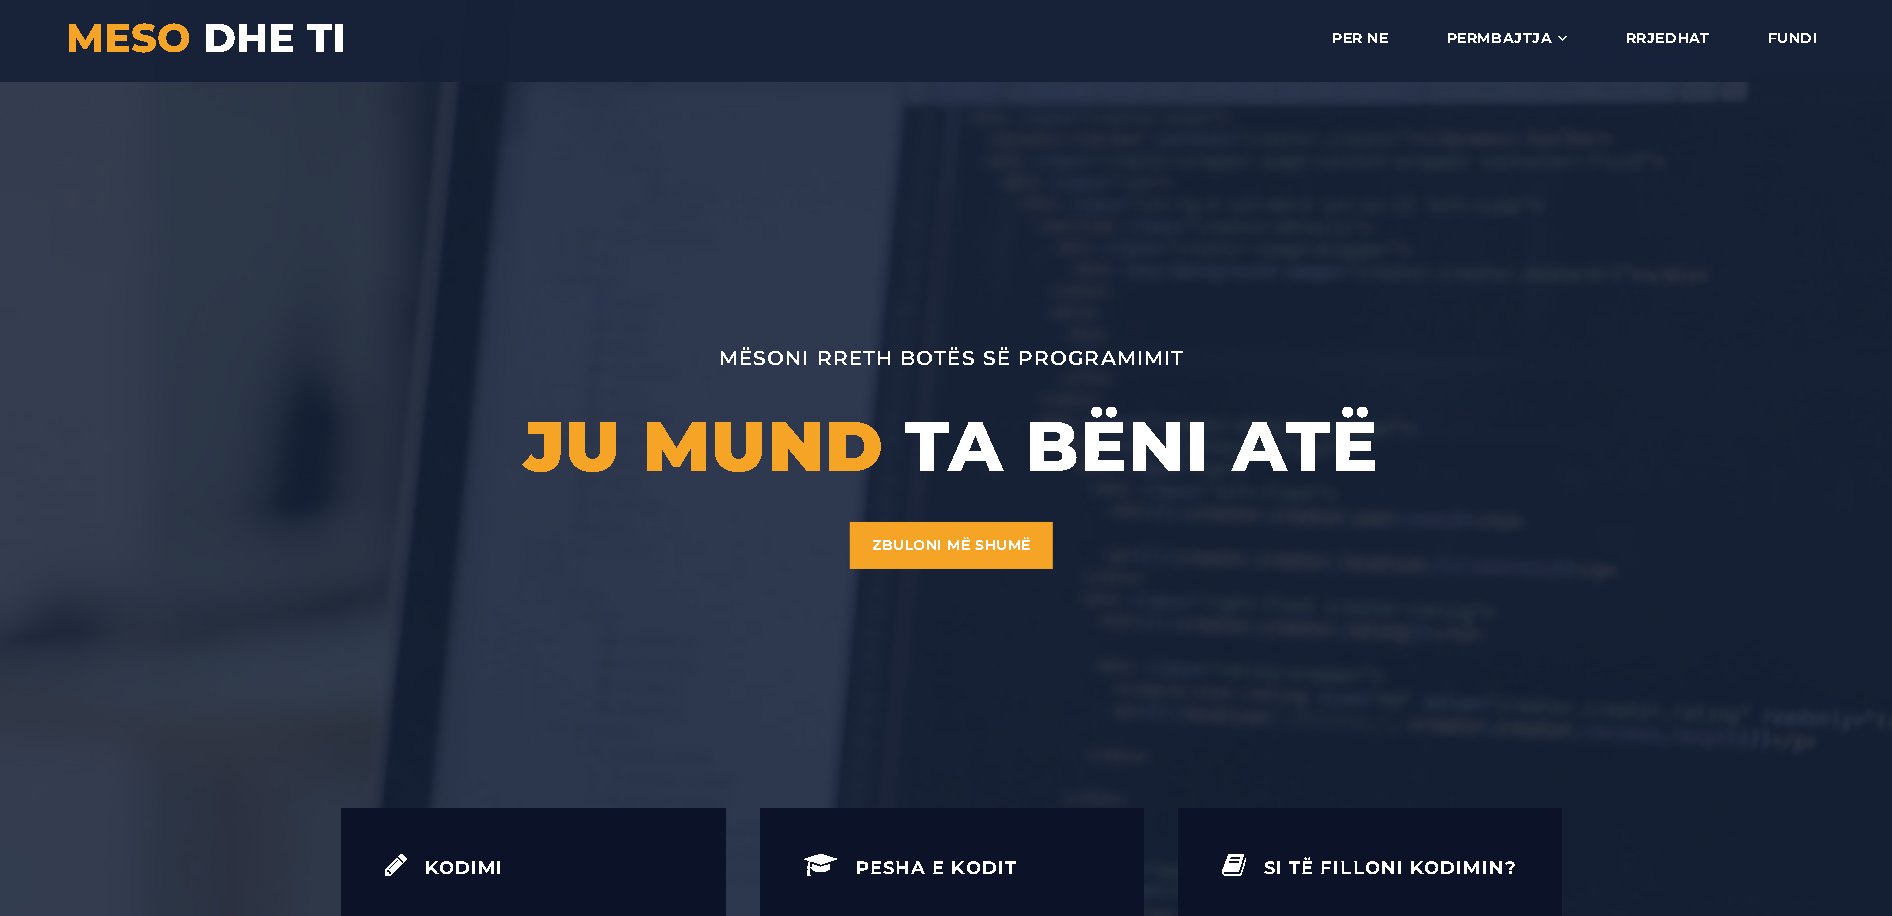 MESO DHE TI
PER NE
PERMBAJTJA
RRJEDHAT
FUNDI
MËSONI RRETH BOTËS SË PROGRAMIMIT
JU MUND TA BËNI ATË
ZBULONI MË SHUMË
KODIMI
PESHA E KODIT
SI TË FILLONI KODIMIN?